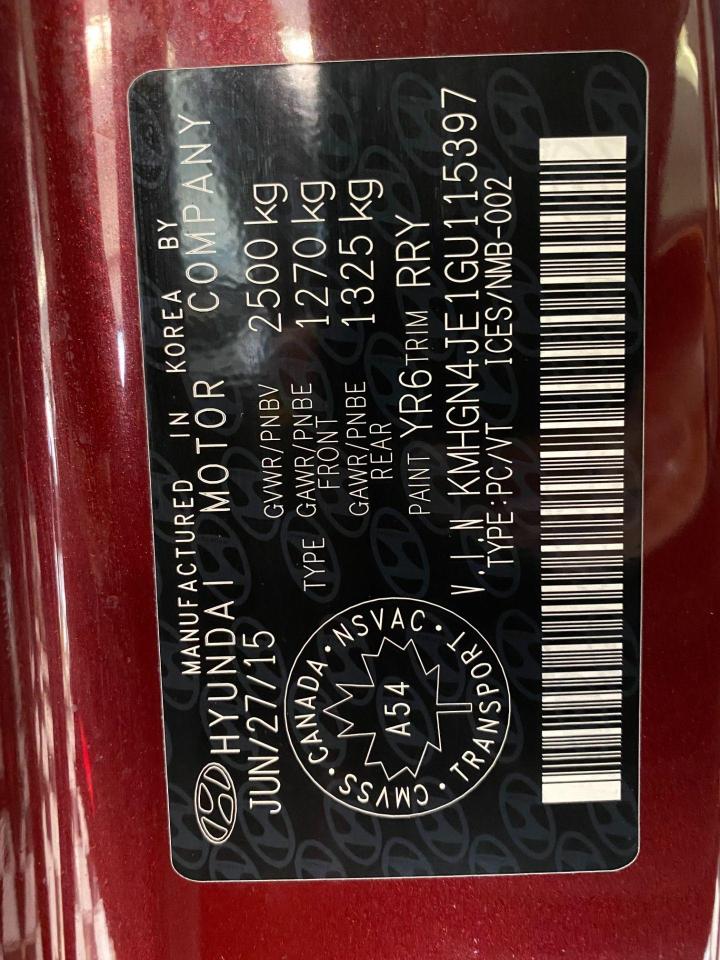 MANUFACTURED IN KOREA BY
HYUNDAI MOTOR COMPANY
JUN/27/15
GVWR/PNBV 2500 kg
TYPE GAWR/PNBE FRONT 1270 kg
GAWR/PNBE REAR 1325 kg
PAINT YR6 TRIM RRY
V.I.N KMHGN4JE1GU115397
TYPE:PC/VT ICES/NMB-002
CMVSS · CANADA · NSVAC · TRANSPORT ·
A54